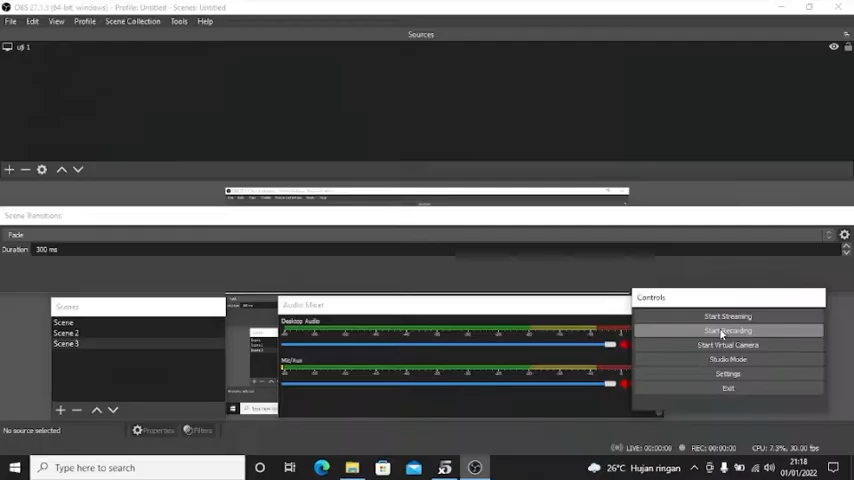 OBS 27.1.3 (64-bit, windows) - Profile: Untitled - Scenes: Untitled
File Edit View Profile Scene Collection Tools Help
Sources
Scene Transitions
Fade
Duration 300 ms
Scenes
Scene
Scene 2
Scene 3
Audio Mixer
Desktop Audio
Mic/Aux
Controls
Start Streaming
Start Recording
Start Virtual Camera
Studio Mode
Settings
Exit
No source selected
Properties
Filters
LIVE: 00:00:00 REC: 00:00:00 CPU: 7.3%, 30.00 fps
Type here to search
26°C Hujan ringan
21:18
01/01/2022